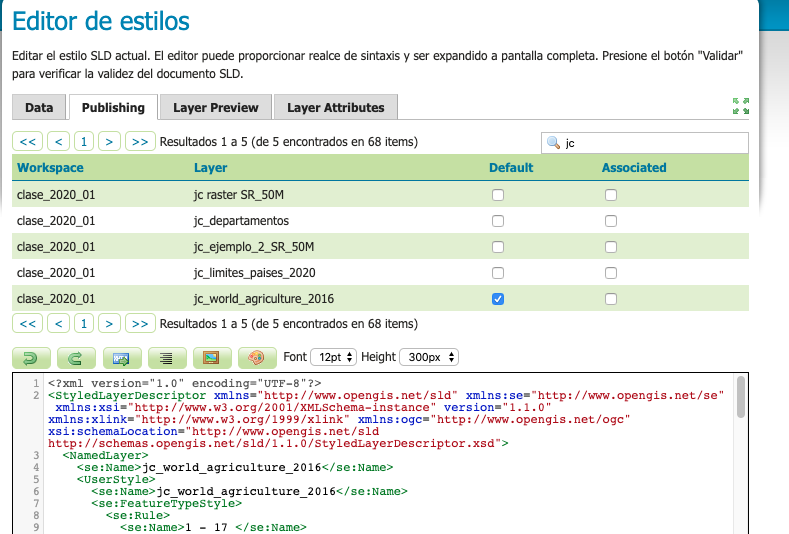 Editor de estilos
Editar el estilo SLD actual. El editor puede proporcionar realce de sintaxis y ser expandido a pantalla completa. Presione el botón "Validar"
para verificar la validez del documento SLD.
Data Publishing Layer Preview Layer Attributes
<< < 1 > >> Resultados 1 a 5 (de 5 encontrados en 68 items) jc
Workspace Layer Default Associated
clase_2020_01 jc raster SR_50M
clase_2020_01 jc_departamentos
clase_2020_01 jc_ejemplo_2_SR_50M
clase_2020_01 jc_limites_paises_2020
clase_2020_01 jc_world_agriculture_2016
<< < 1 > >> Resultados 1 a 5 (de 5 encontrados en 68 items)
Font 12pt Height 300px
1 <?xml version="1.0" encoding="UTF-8"?>
2 <StyledLayerDescriptor xmlns="http://www.opengis.net/sld" xmlns:se="http://www.opengis.net/se"
xmlns:xsi="http://www.w3.org/2001/XMLSchema-instance" version="1.1.0"
xmlns:xlink="http://www.w3.org/1999/xlink" xmlns:ogc="http://www.opengis.net/ogc"
xsi:schemaLocation="http://www.opengis.net/sld
http://schemas.opengis.net/sld/1.1.0/StyledLayerDescriptor.xsd">
3 <NamedLayer>
4 <se:Name>jc_world_agriculture_2016</se:Name>
5 <UserStyle>
6 <se:Name>jc_world_agriculture_2016</se:Name>
7 <se:FeatureTypeStyle>
8 <se:Rule>
9 <se:Name>1 - 17 </se:Name>